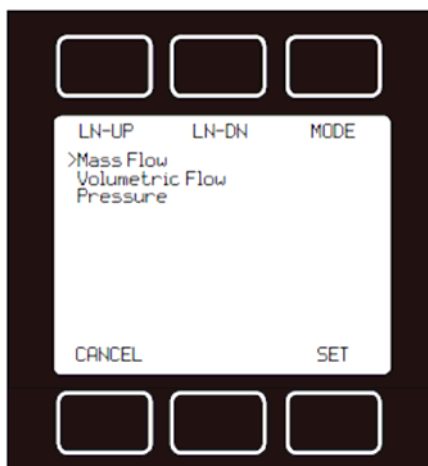 LN-UP LN-DN MODE
>Mass Flow
Volumetric Flow
Pressure
CANCEL SET